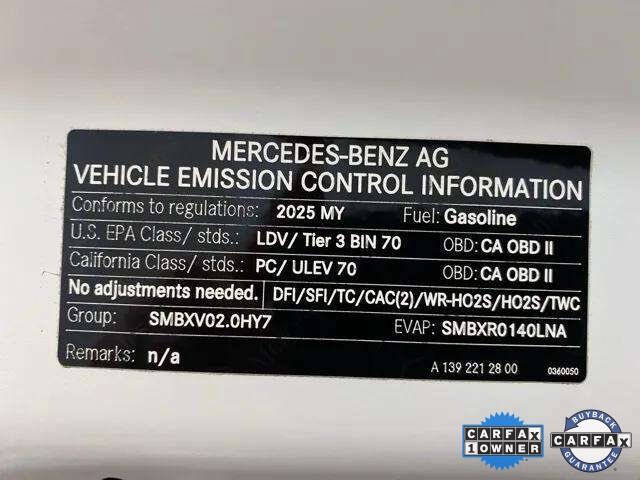 MERCEDES-BENZ AG
VEHICLE EMISSION CONTROL INFORMATION
Conforms to regulations: 2025 MY Fuel: Gasoline
U.S. EPA Class/ stds.: LDV/ Tier 3 BIN 70 OBD: CA OBD II
California Class/ stds.: PC/ ULEV 70 OBD: CA OBD II
No adjustments needed. DFI/SFI/TC/CAC(2)/WR-HO2S/HO2S/TWC
Group: SMBXV02.0HY7 EVAP: SMBXR0140LNA
Remarks: n/a A 139 221 28 00 0360050
CARFAX
1 OWNER
BUYBACK
CARFAX
GUARANTEE